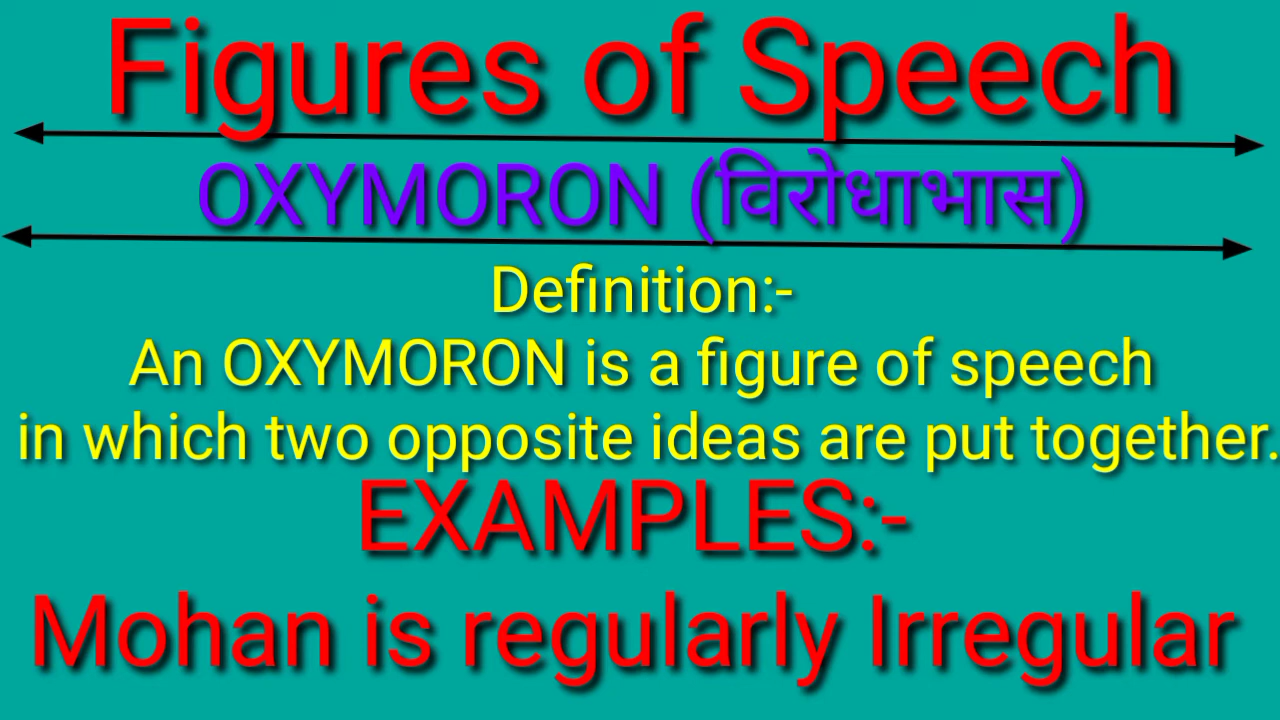 Figures of Speech
OXYMORON (विरोधाभास)
Definition:-
An OXYMORON is a figure of speech
in which two opposite ideas are put together.
EXAMPLES:-
Mohan is regularly Irregular